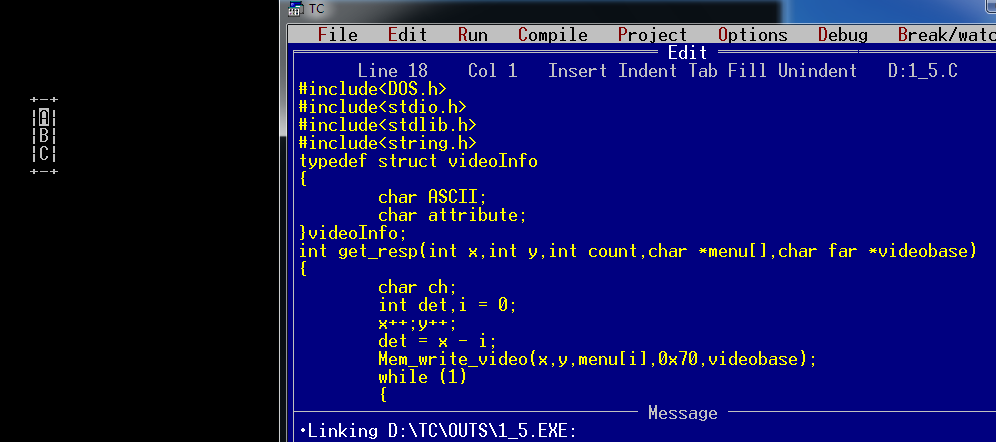 TC
File Edit Run Compile Project Options Debug Break/watc
Edit
Line 18 Col 1 Insert Indent Tab Fill Unindent D:1_5.C
#include<DOS.h>
#include<stdio.h>
#include<stdlib.h>
#include<string.h>
typedef struct videoInfo
{
char ASCII;
char attribute;
}videoInfo;
int get_resp(int x,int y,int count,char *menu[],char far *videobase)
{
char ch;
int det,i = 0;
x++;y++;
det = x - i;
Mem_write_video(x,y,menu[i],0x70,videobase);
while (1)
{
Message
•Linking D:\TC\OUTS\1_5.EXE:
+-+
|A|
|B|
|C|
+-+